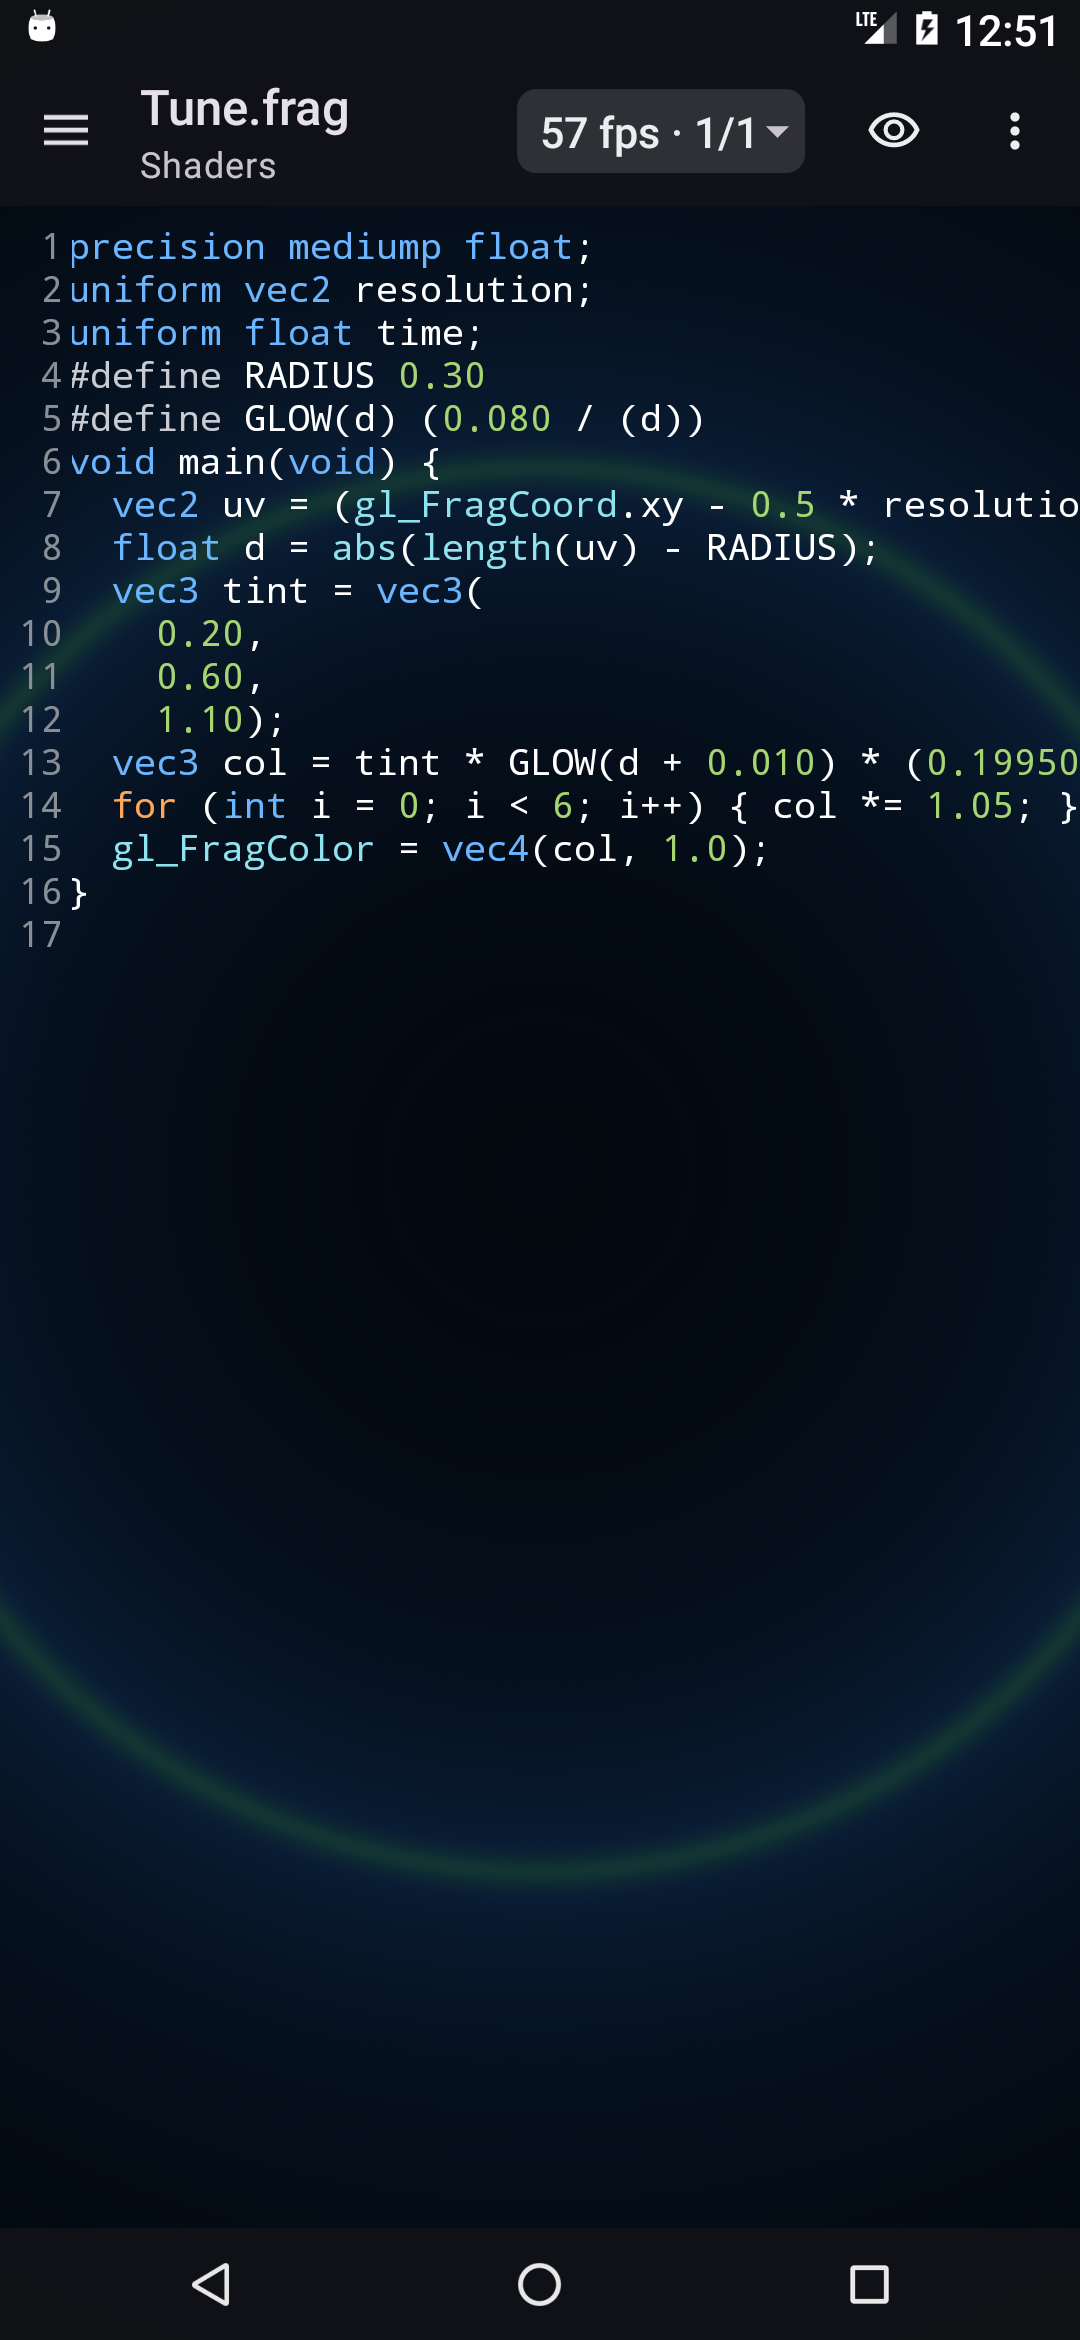 LTE 12:51
Tune.frag
Shaders
57 fps · 1/1
1 precision mediump float;
2 uniform vec2 resolution;
3 uniform float time;
4 #define RADIUS 0.30
5 #define GLOW(d) (0.080 / (d))
6 void main(void) {
7   vec2 uv = (gl_FragCoord.xy - 0.5 * resolutio
8   float d = abs(length(uv) - RADIUS);
9   vec3 tint = vec3(
10     0.20,
11     0.60,
12     1.10);
13   vec3 col = tint * GLOW(d + 0.010) * (0.19950
14   for (int i = 0; i < 6; i++) { col *= 1.05; }
15   gl_FragColor = vec4(col, 1.0);
16 }
17